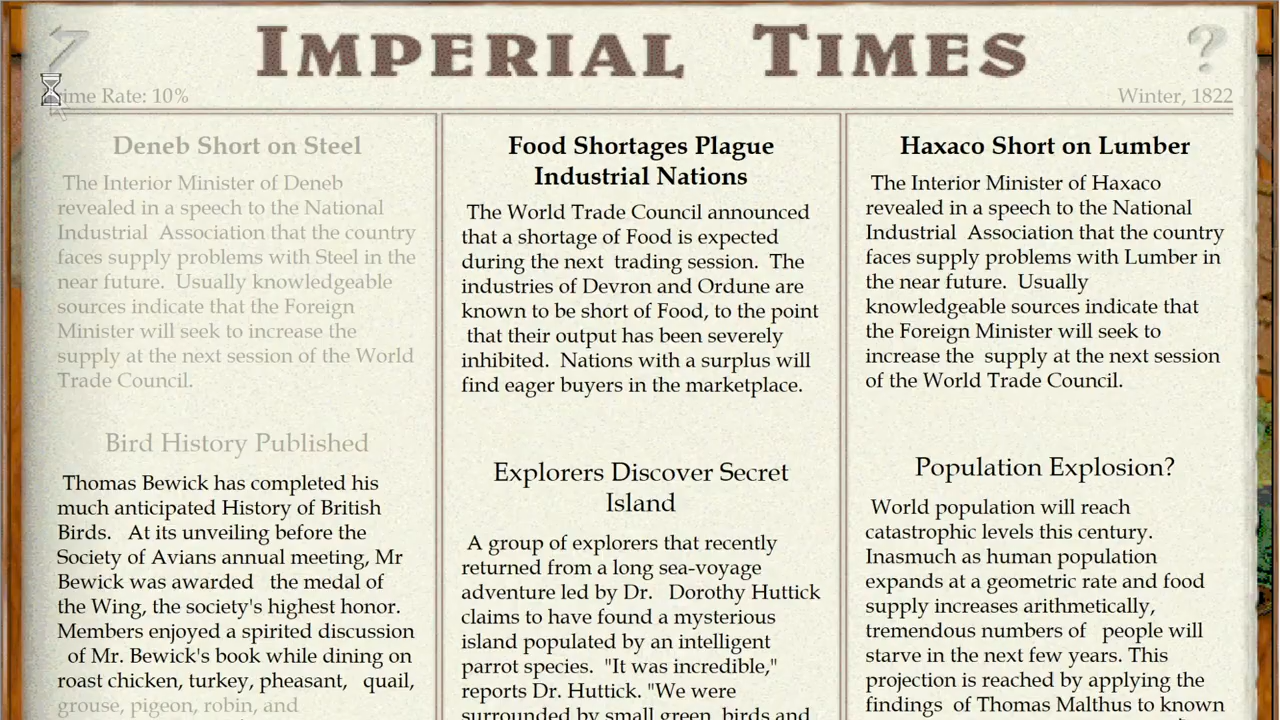 IMPERIAL TIMES
?
ime Rate: 10%
Winter, 1822
Deneb Short on Steel
The Interior Minister of Deneb
revealed in a speech to the National
Industrial Association that the country
faces supply problems with Steel in the
near future. Usually knowledgeable
sources indicate that the Foreign
Minister will seek to increase the
supply at the next session of the World
Trade Council.
Bird History Published
Thomas Bewick has completed his
much anticipated History of British
Birds. At its unveiling before the
Society of Avians annual meeting, Mr
Bewick was awarded the medal of
the Wing, the society's highest honor.
Members enjoyed a spirited discussion
of Mr. Bewick's book while dining on
roast chicken, turkey, pheasant, quail,
grouse, pigeon, robin, and
Food Shortages Plague
Industrial Nations
The World Trade Council announced
that a shortage of Food is expected
during the next trading session. The
industries of Devron and Ordune are
known to be short of Food, to the point
that their output has been severely
inhibited. Nations with a surplus will
find eager buyers in the marketplace.
Explorers Discover Secret
Island
A group of explorers that recently
returned from a long sea-voyage
adventure led by Dr. Dorothy Huttick
claims to have found a mysterious
island populated by an intelligent
parrot species. "It was incredible,"
reports Dr. Huttick. "We were
surrounded by small green birds and
Haxaco Short on Lumber
The Interior Minister of Haxaco
revealed in a speech to the National
Industrial Association that the country
faces supply problems with Lumber in
the near future. Usually
knowledgeable sources indicate that
the Foreign Minister will seek to
increase the supply at the next session
of the World Trade Council.
Population Explosion?
World population will reach
catastrophic levels this century.
Inasmuch as human population
expands at a geometric rate and food
supply increases arithmetically,
tremendous numbers of people will
starve in the next few years. This
projection is reached by applying the
findings of Thomas Malthus to known